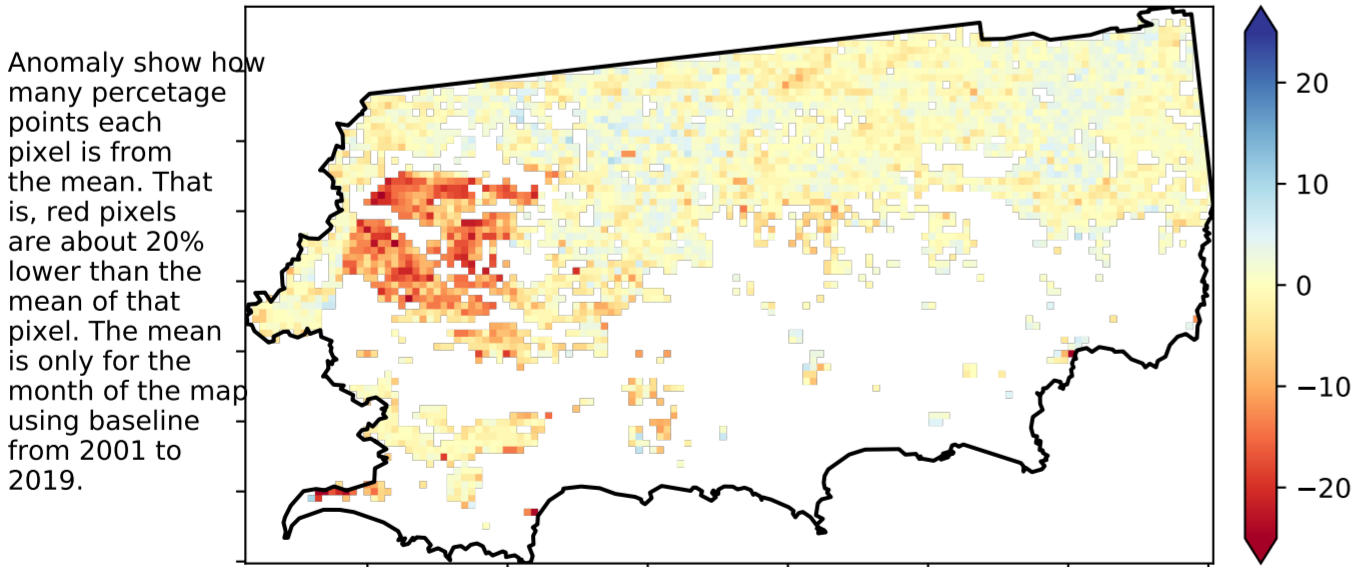 Anomaly show how
many percetage
points each
pixel is from
the mean. That
is, red pixels
are about 20%
lower than the
mean of that
pixel. The mean
is only for the
month of the map
using baseline
from 2001 to
2019.
20
10
0
−10
−20